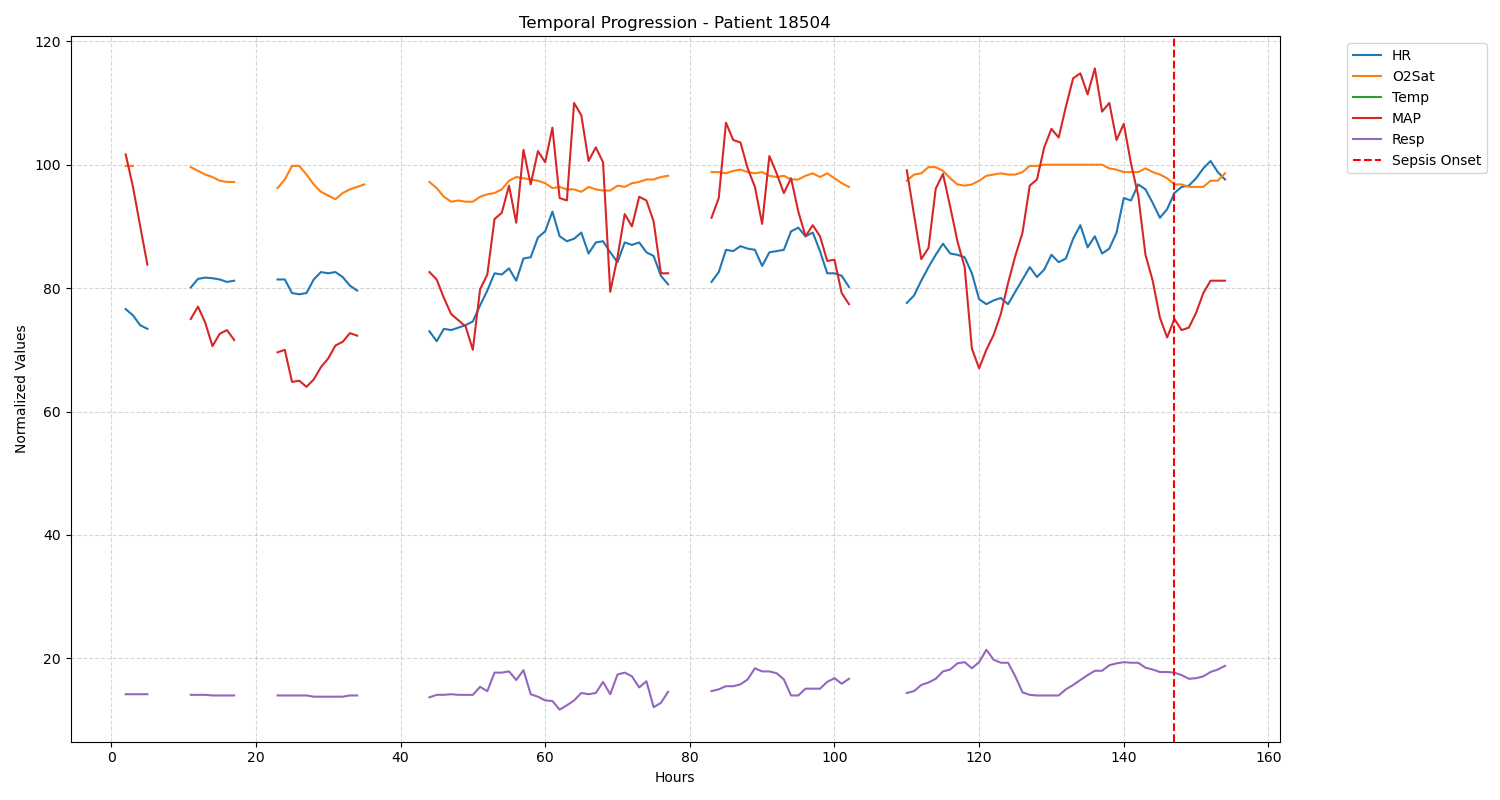 Temporal Progression - Patient 18504
120
100
80
60
40
20
Normalized Values
0 20 40 60 80 100 120 140 160
Hours
HR
O2Sat
Temp
MAP
Resp
Sepsis Onset